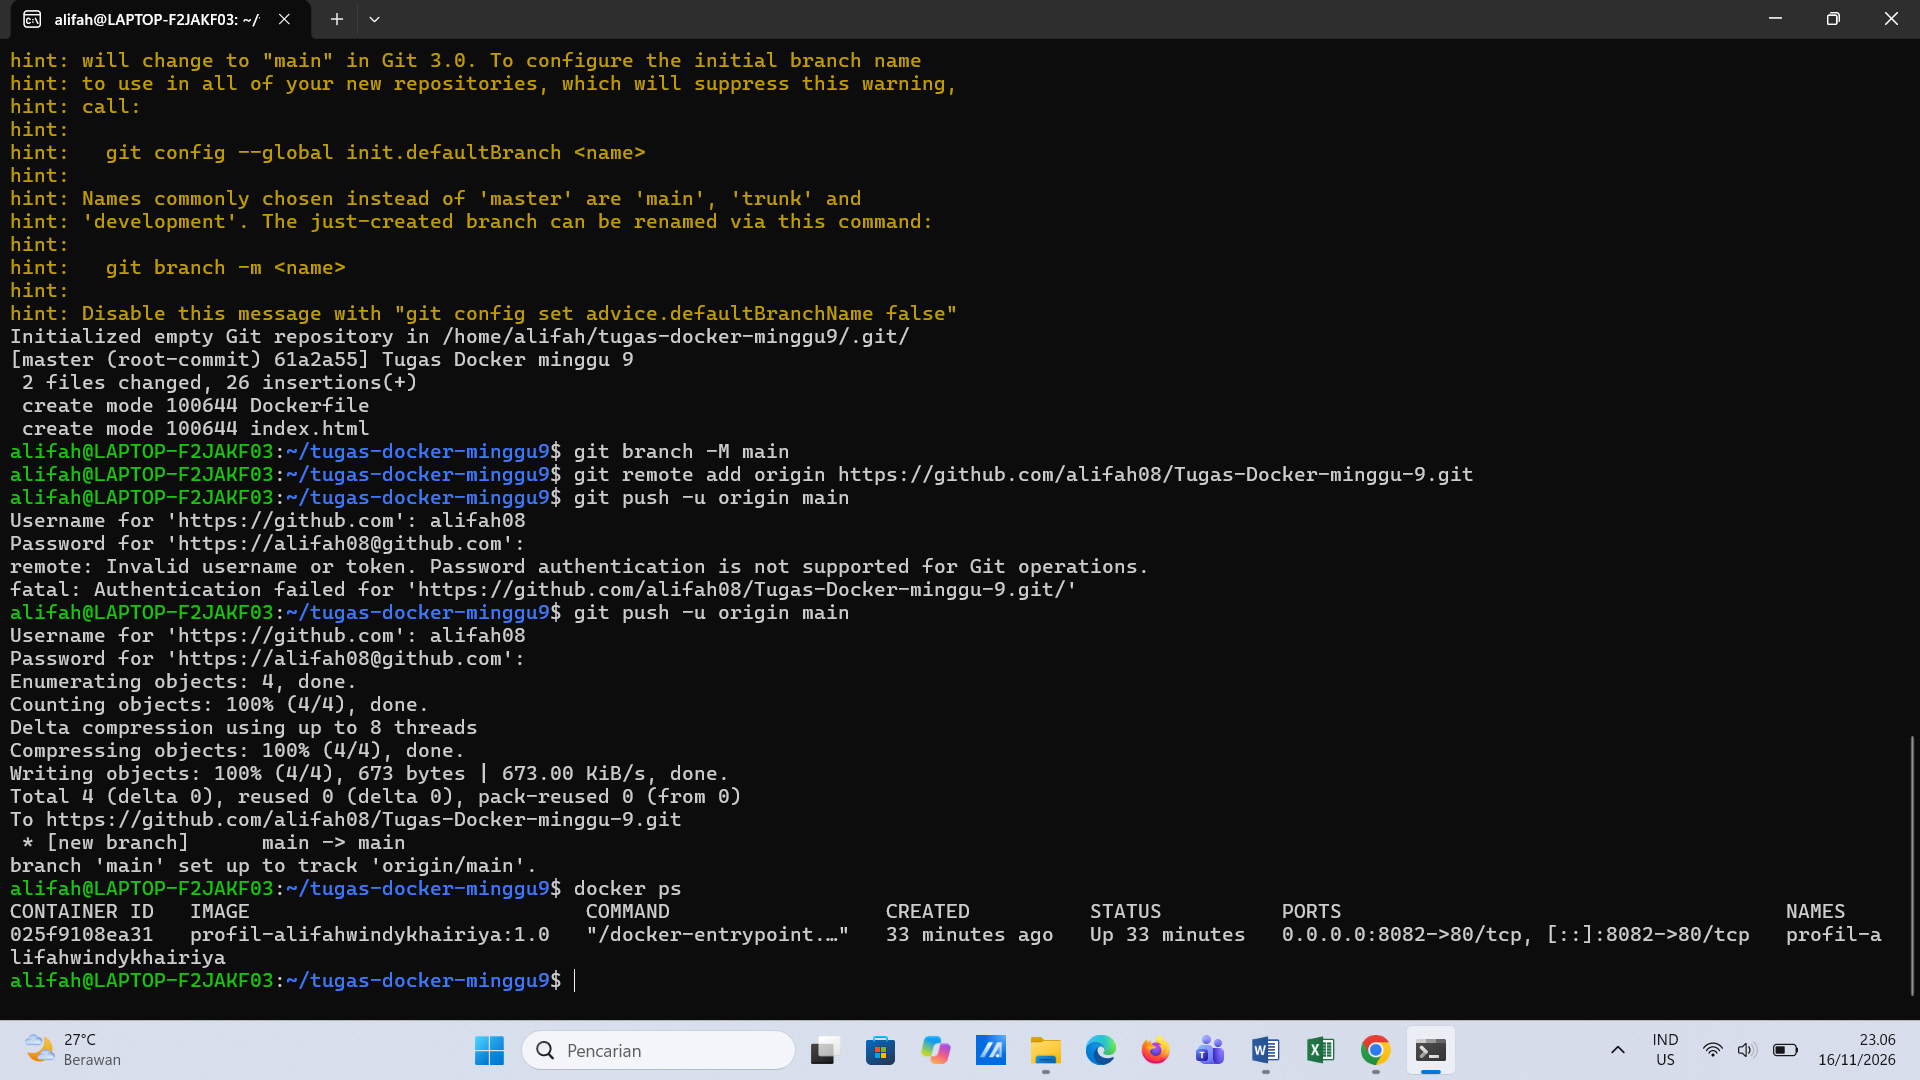 alifah@LAPTOP-F2JAKF03: ~/
hint: will change to "main" in Git 3.0. To configure the initial branch name
hint: to use in all of your new repositories, which will suppress this warning,
hint: call:
hint:
hint:   git config --global init.defaultBranch <name>
hint:
hint: Names commonly chosen instead of 'master' are 'main', 'trunk' and
hint: 'development'. The just-created branch can be renamed via this command:
hint:
hint:   git branch -m <name>
hint:
hint: Disable this message with "git config set advice.defaultBranchName false"
Initialized empty Git repository in /home/alifah/tugas-docker-minggu9/.git/
[master (root-commit) 61a2a55] Tugas Docker minggu 9
 2 files changed, 26 insertions(+)
 create mode 100644 Dockerfile
 create mode 100644 index.html
alifah@LAPTOP-F2JAKF03:~/tugas-docker-minggu9$ git branch -M main
alifah@LAPTOP-F2JAKF03:~/tugas-docker-minggu9$ git remote add origin https://github.com/alifah08/Tugas-Docker-minggu-9.git
alifah@LAPTOP-F2JAKF03:~/tugas-docker-minggu9$ git push -u origin main
Username for 'https://github.com': alifah08
Password for 'https://alifah08@github.com':
remote: Invalid username or token. Password authentication is not supported for Git operations.
fatal: Authentication failed for 'https://github.com/alifah08/Tugas-Docker-minggu-9.git/'
alifah@LAPTOP-F2JAKF03:~/tugas-docker-minggu9$ git push -u origin main
Username for 'https://github.com': alifah08
Password for 'https://alifah08@github.com':
Enumerating objects: 4, done.
Counting objects: 100% (4/4), done.
Delta compression using up to 8 threads
Compressing objects: 100% (4/4), done.
Writing objects: 100% (4/4), 673 bytes | 673.00 KiB/s, done.
Total 4 (delta 0), reused 0 (delta 0), pack-reused 0 (from 0)
To https://github.com/alifah08/Tugas-Docker-minggu-9.git
 * [new branch]      main -> main
branch 'main' set up to track 'origin/main'.
alifah@LAPTOP-F2JAKF03:~/tugas-docker-minggu9$ docker ps
CONTAINER ID   IMAGE                            COMMAND                  CREATED          STATUS          PORTS                                     NAMES
025f9108ea31   profil-alifahwindykhairiya:1.0   "/docker-entrypoint.…"   33 minutes ago   Up 33 minutes   0.0.0.0:8082->80/tcp, [::]:8082->80/tcp   profil-a
lifahwindykhairiya
alifah@LAPTOP-F2JAKF03:~/tugas-docker-minggu9$
27°C
Berawan
Pencarian
IND
US
23.06
16/11/2026